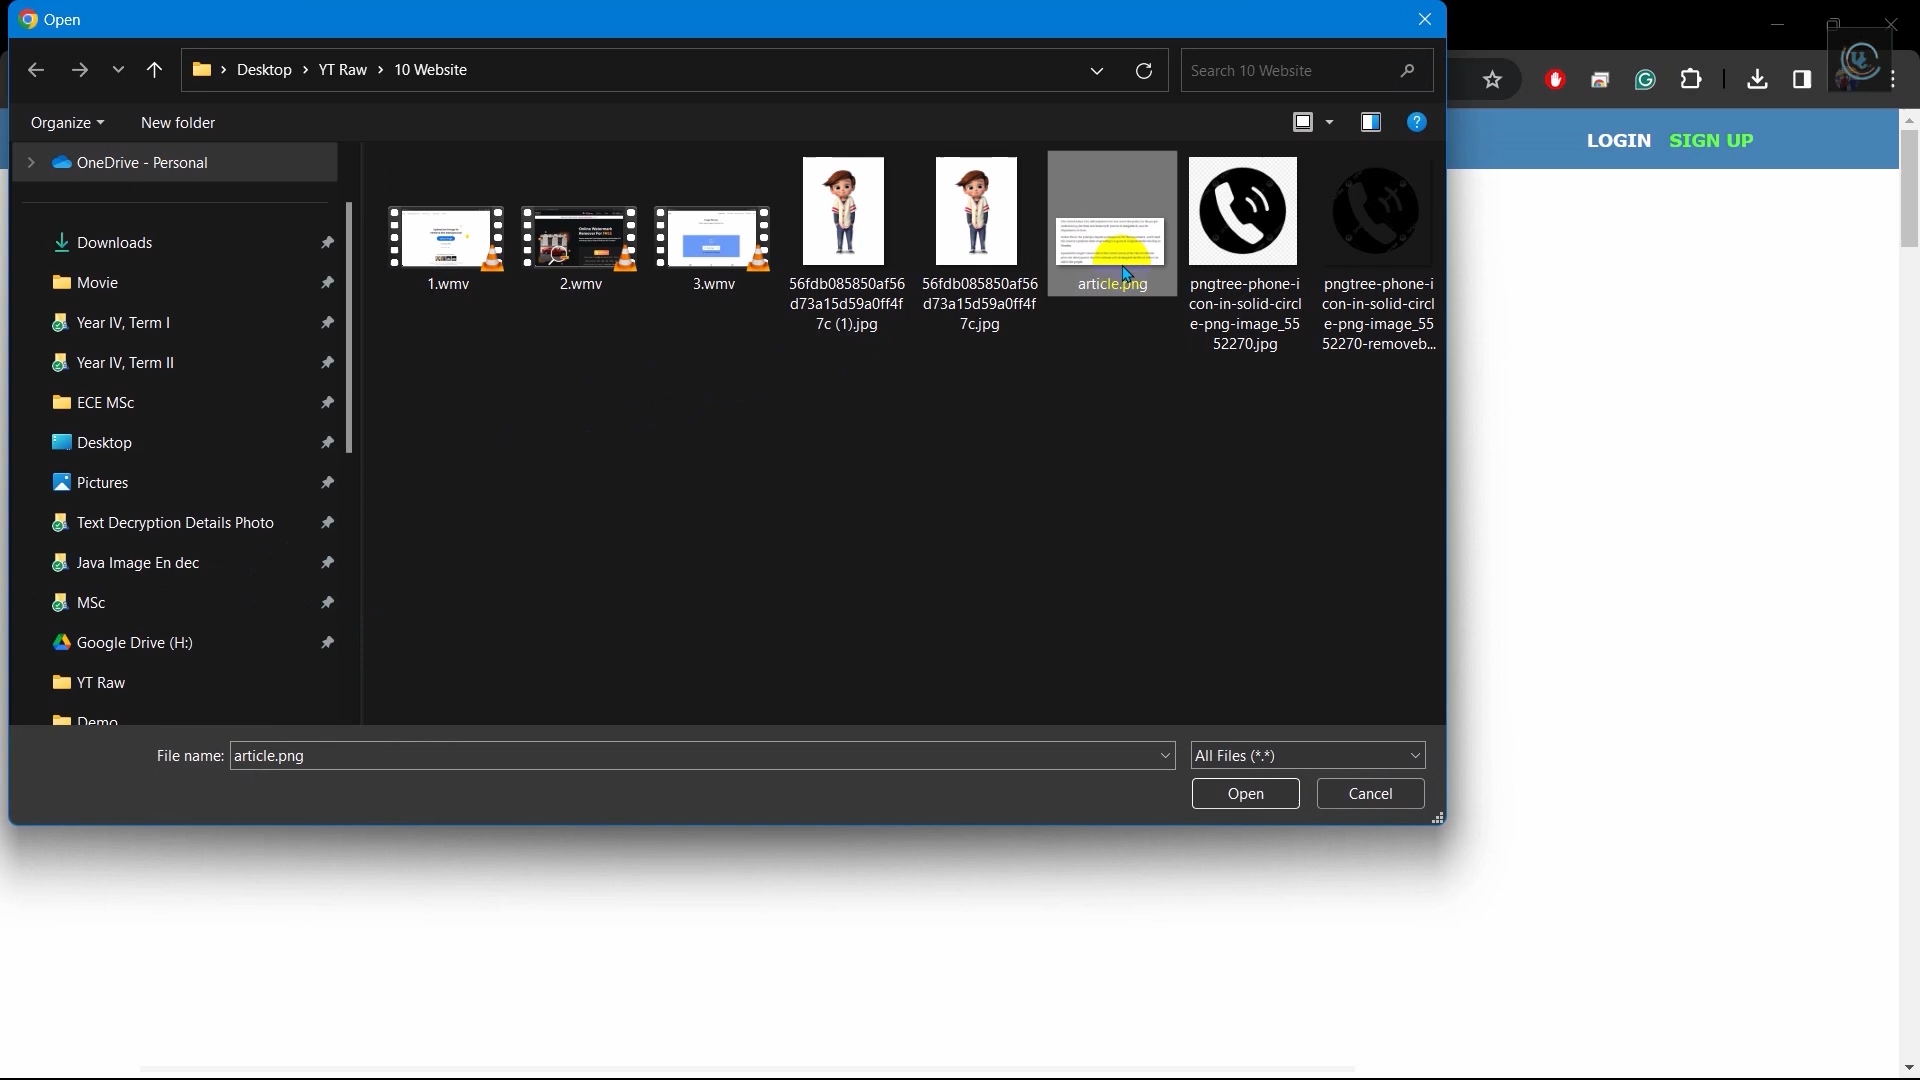 Open
Desktop
YT Raw
10 Website
Search 10 Website
Organize
New folder
LOGIN
SIGN UP
OneDrive - Personal
Downloads
Movie
Year IV, Term I
Year IV, Term II
ECE MSc
Desktop
Pictures
Text Decryption Details Photo
Java Image En dec
MSc
Google Drive (H:)
YT Raw
Demo
1.wmv
2.wmv
3.wmv
56fdb085850af56
d73a15d59a0ff4f
7c (1).jpg
56fdb085850af56
d73a15d59a0ff4f
7c.jpg
article.png
pngtree-phone-i
con-in-solid-circl
e-png-image_55
52270.jpg
pngtree-phone-i
con-in-solid-circl
e-png-image_55
52270-removeb...
File name:
article.png
All Files (*.*)
Open
Cancel